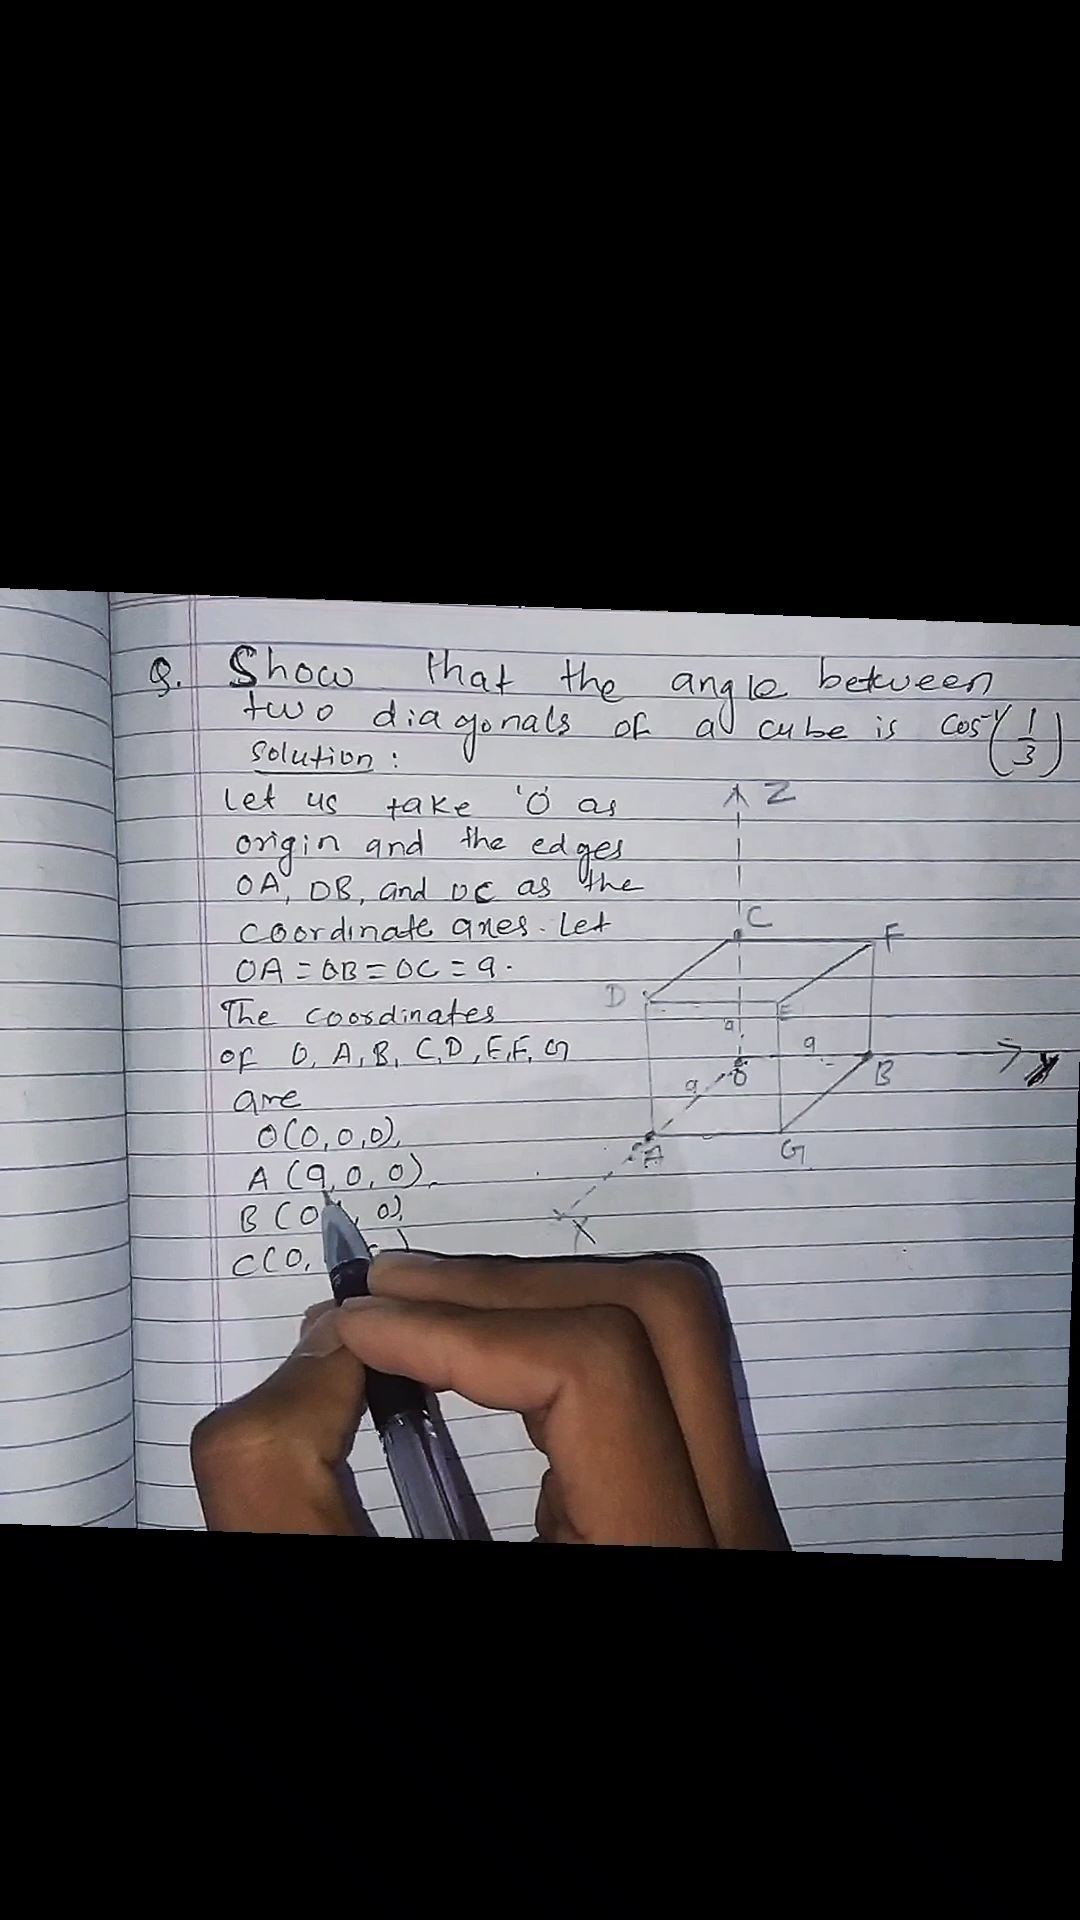 Q. Show that the angle between
two diagonals of a cube is cos⁻¹(1/3)
Solution:
Let us take 'O' as
origin and the edges
OA, OB, and OC as the
coordinate axes. Let
OA = OB = OC = a.
The coordinates
of O, A, B, C, D, E, F, G
are
O(0,0,0),
A (a, 0, 0),
B (0, 0),
C(0,
Z
C
F
D
E
a
a
Y
O
B
a
A
G
X